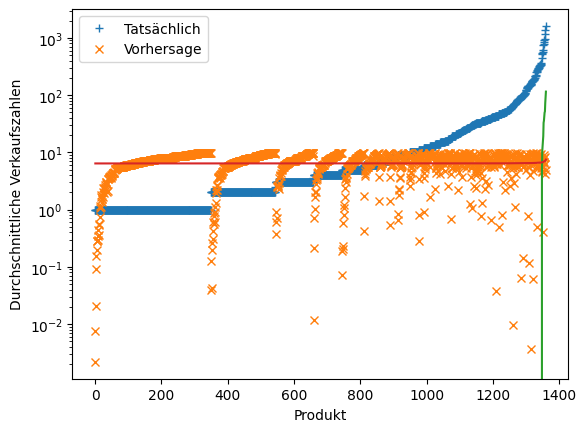 Tatsächlich
Vorhersage
Durchschnittliche Verkaufszahlen
10³
10²
10¹
10⁰
10⁻¹
10⁻²
0 200 400 600 800 1000 1200 1400
Produkt